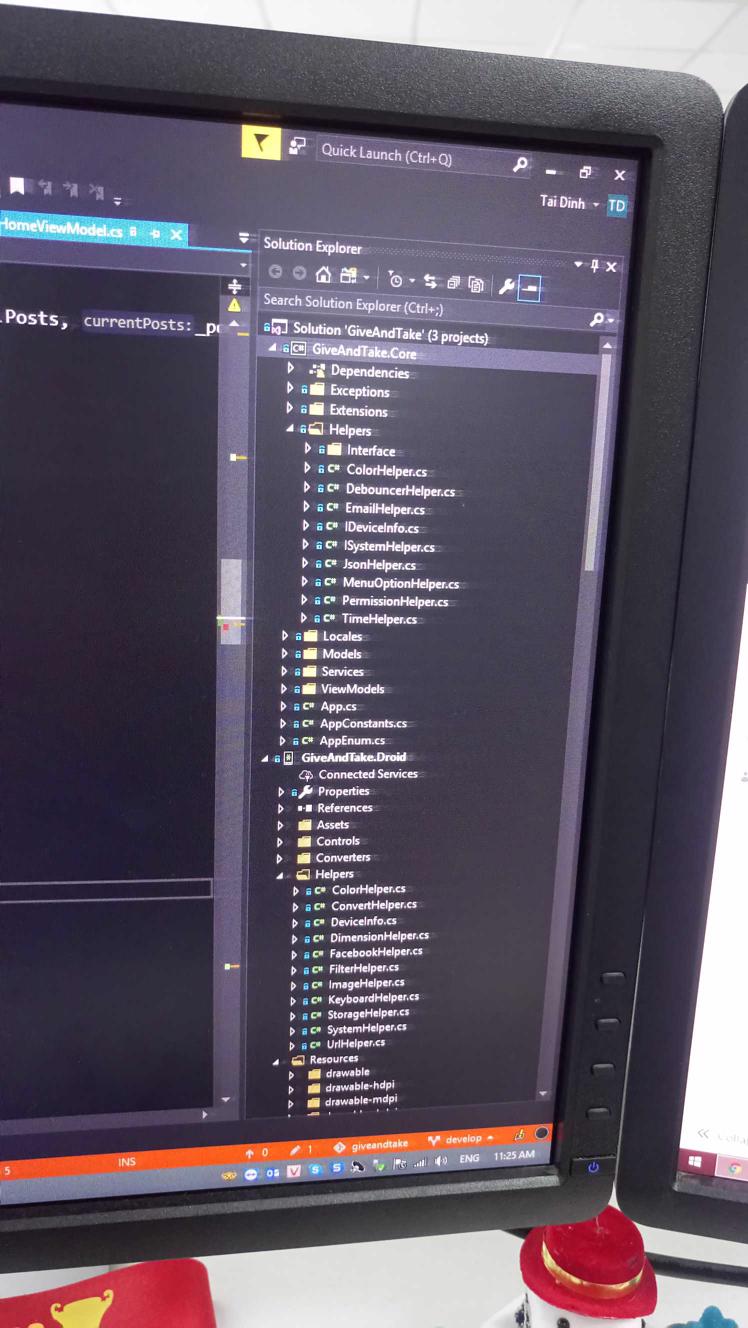 Quick Launch (Ctrl+Q)
Tai Dinh
TD
HomeViewModel.cs
Solution Explorer
Search Solution Explorer (Ctrl+;)
.Posts, currentPosts:
Solution 'GiveAndTake' (3 projects)
C# GiveAndTake.Core
Dependencies
Exceptions
Extensions
Helpers
Interface
C# ColorHelper.cs
C# DebouncerHelper.cs
C# EmailHelper.cs
C# IDeviceInfo.cs
C# ISystemHelper.cs
C# JsonHelper.cs
C# MenuOptionHelper.cs
C# PermissionHelper.cs
C# TimeHelper.cs
Locales
Models
Services
ViewModels
C# App.cs
C# AppConstants.cs
C# AppEnum.cs
GiveAndTake.Droid
Connected Services
Properties
References
Assets
Controls
Converters
Helpers
C# ColorHelper.cs
C# ConvertHelper.cs
C# DeviceInfo.cs
C# DimensionHelper.cs
C# FacebookHelper.cs
C# FilterHelper.cs
C# ImageHelper.cs
C# KeyboardHelper.cs
C# StorageHelper.cs
C# SystemHelper.cs
C# UrlHelper.cs
Resources
drawable
drawable-hdpi
drawable-mdpi
5 INS 0 1 giveandtake develop
ENG 11:25 AM